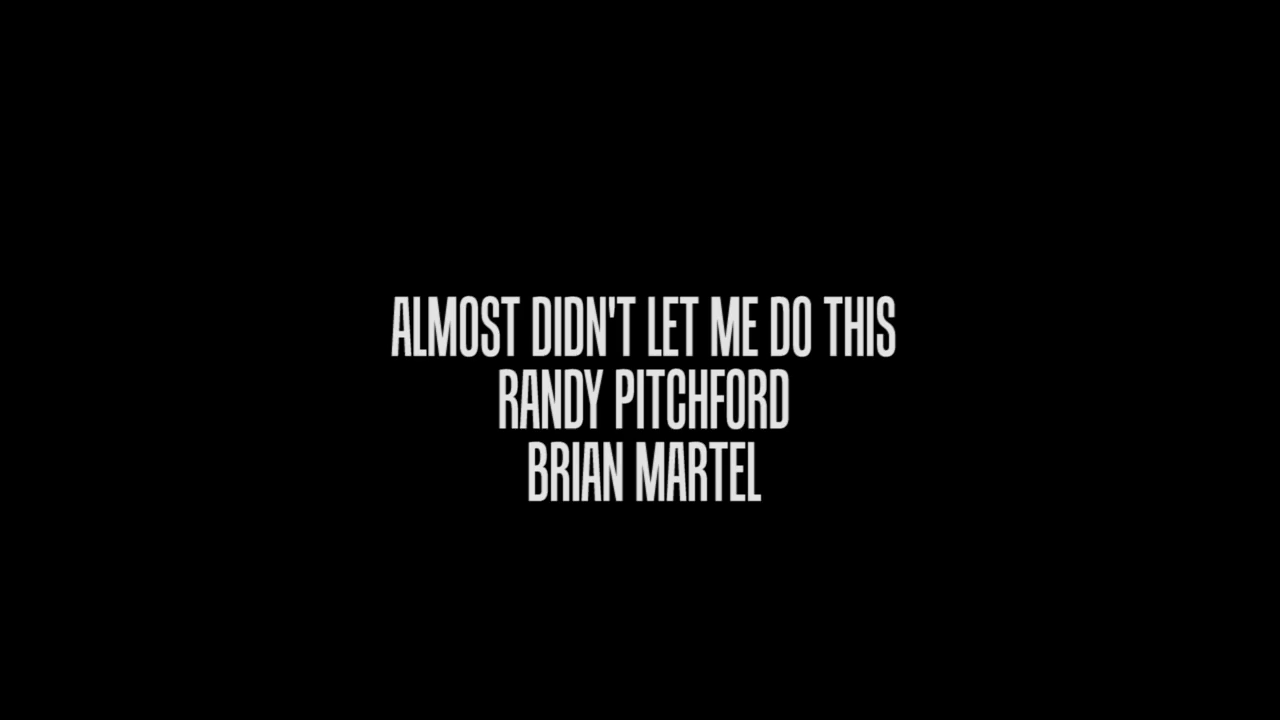 ALMOST DIDN'T LET ME DO THIS
RANDY PITCHFORD
BRIAN MARTEL